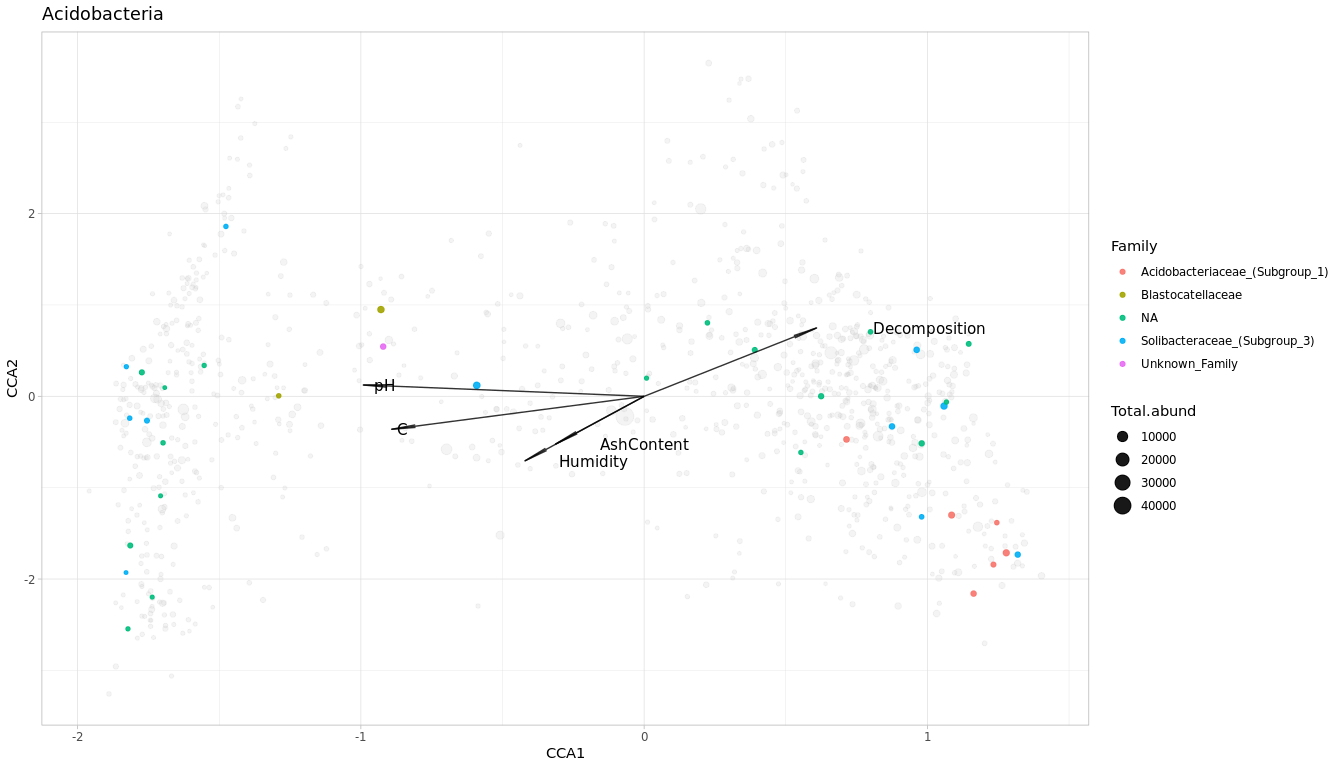 Acidobacteria
CCA2
2
0
-2
Decomposition
pH
C
AshContent
Humidity
-2
-1
0
1
CCA1
Family
Acidobacteriaceae_(Subgroup_1)
Blastocatellaceae
NA
Solibacteraceae_(Subgroup_3)
Unknown_Family
Total.abund
10000
20000
30000
40000